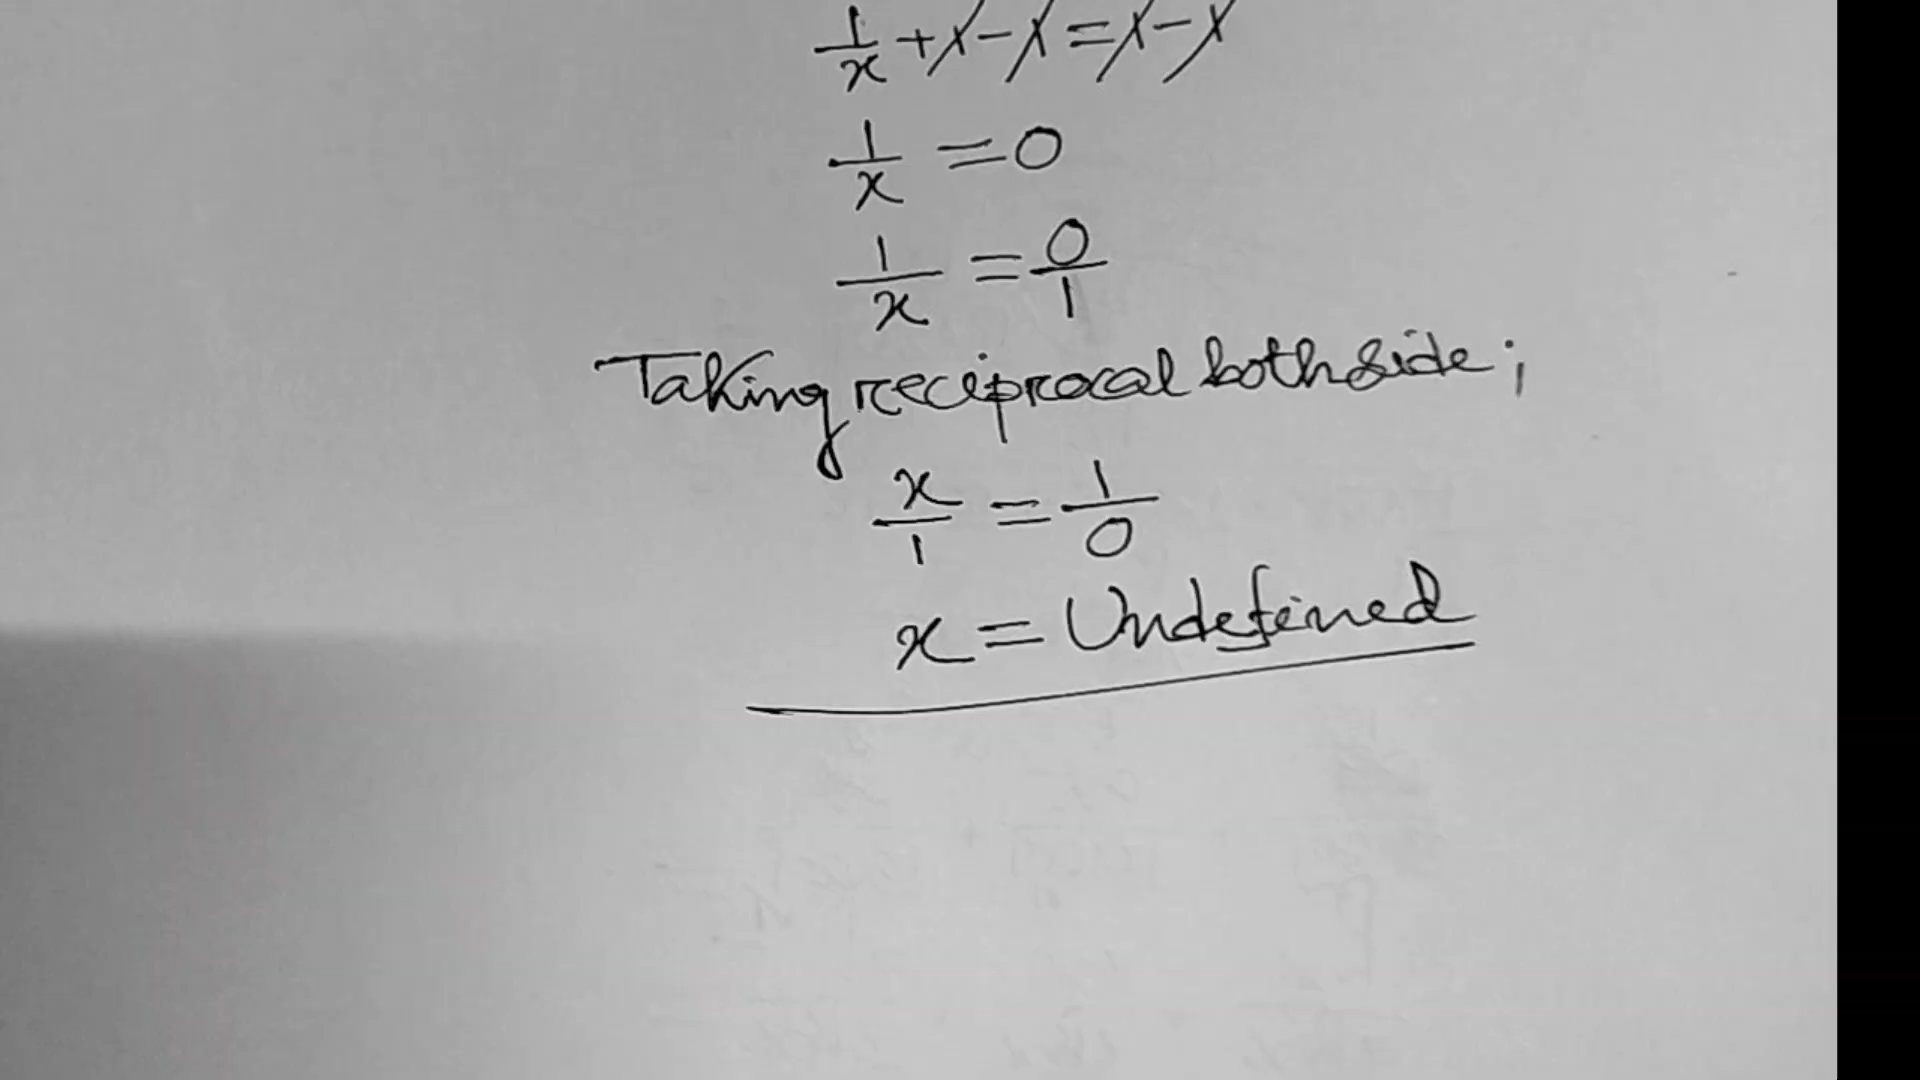 1/x + x - x = x - x
1/x = 0
1/x = 0/1
Taking reciprocal both side;
x/1 = 1/0
x = Undefined